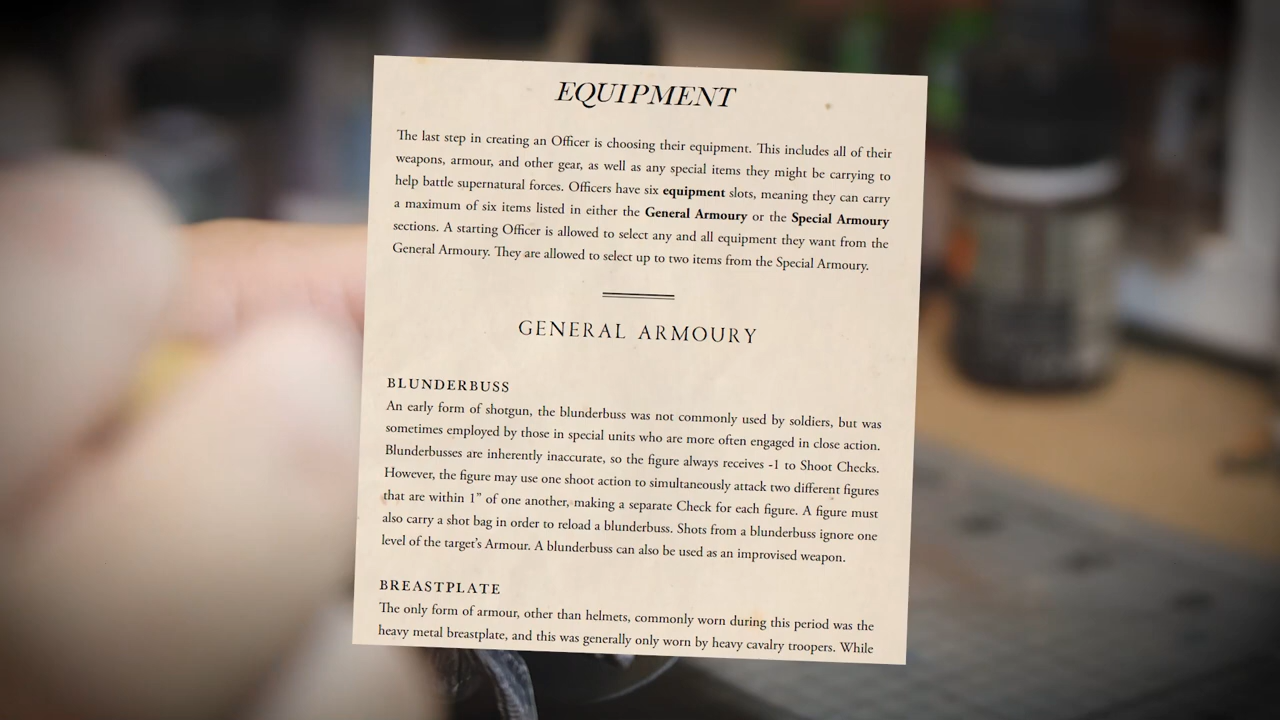 EQUIPMENT
The last step in creating an Officer is choosing their equipment. This includes all of their
weapons, armour, and other gear, as well as any special items they might be carrying to
help battle supernatural forces. Officers have six equipment slots, meaning they can carry
a maximum of six items listed in either the General Armoury or the Special Armoury
sections. A starting Officer is allowed to select any and all equipment they want from the
General Armoury. They are allowed to select up to two items from the Special Armoury.
GENERAL ARMOURY
BLUNDERBUSS
An early form of shotgun, the blunderbuss was not commonly used by soldiers, but was
sometimes employed by those in special units who are more often engaged in close action.
Blunderbusses are inherently inaccurate, so the figure always receives -1 to Shoot Checks.
However, the figure may use one shoot action to simultaneously attack two different figures
that are within 1” of one another, making a separate Check for each figure. A figure must
also carry a shot bag in order to reload a blunderbuss. Shots from a blunderbuss ignore one
level of the target’s Armour. A blunderbuss can also be used as an improvised weapon.
BREASTPLATE
The only form of armour, other than helmets, commonly worn during this period was the
heavy metal breastplate, and this was generally only worn by heavy cavalry troopers. While